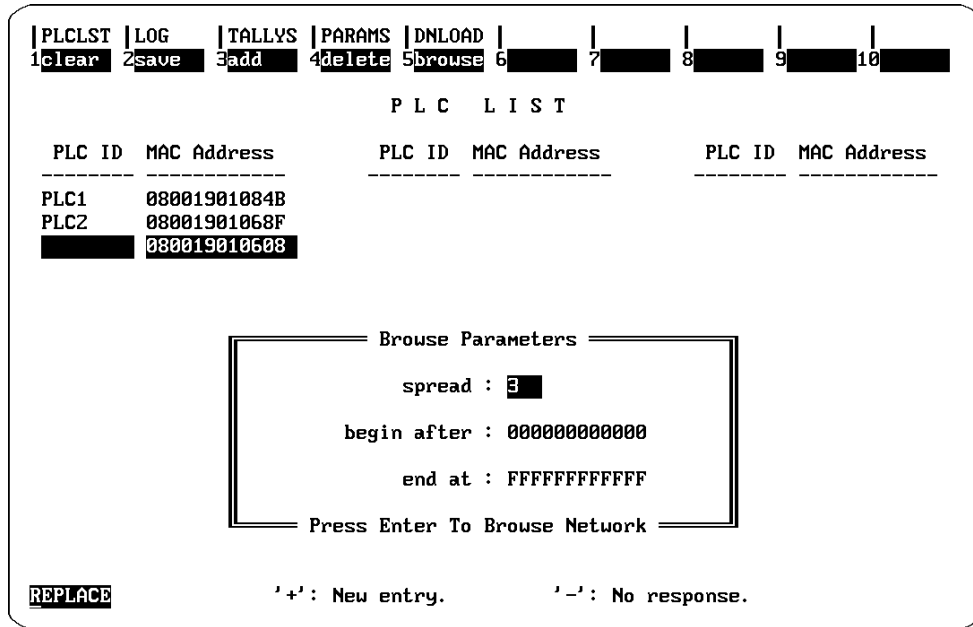 |PLCLST |LOG |TALLYS |PARAMS |DNLOAD | | | | |
1clear 2save 3add 4delete 5browse 6 7 8 9 10
P L C L I S T
PLC ID MAC Address PLC ID MAC Address PLC ID MAC Address
-------- ------------ -------- ------------ -------- ------------
PLC1 08001901084B
PLC2 08001901068F
080019010608
Browse Parameters
spread : 3
begin after : 000000000000
end at : FFFFFFFFFFFF
Press Enter To Browse Network
REPLACE '+': New entry. '-': No response.